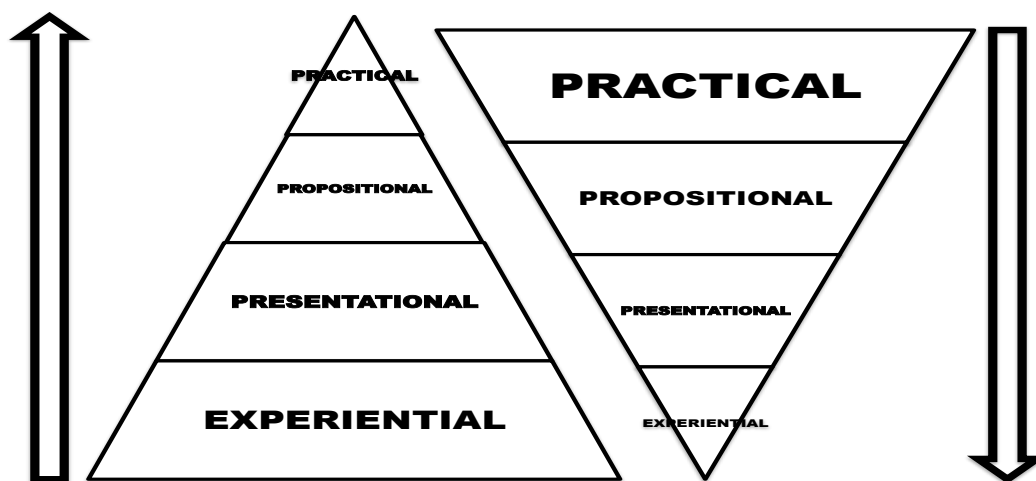 PRACTICAL
PROPOSITIONAL
PRESENTATIONAL
EXPERIENTIAL
PRACTICAL
PROPOSITIONAL
PRESENTATIONAL
EXPERIENTIAL